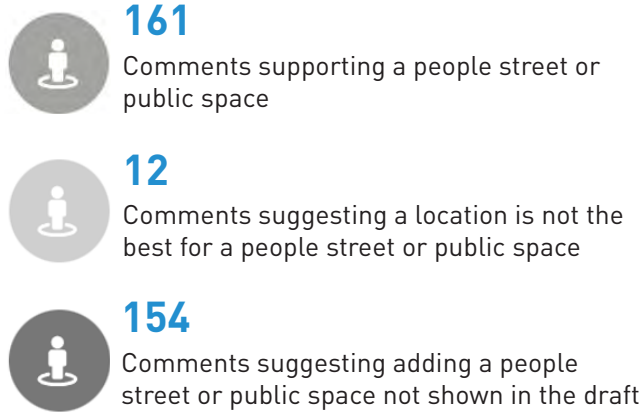 161
Comments supporting a people street or
public space
12
Comments suggesting a location is not the
best for a people street or public space
154
Comments suggesting adding a people
street or public space not shown in the draft